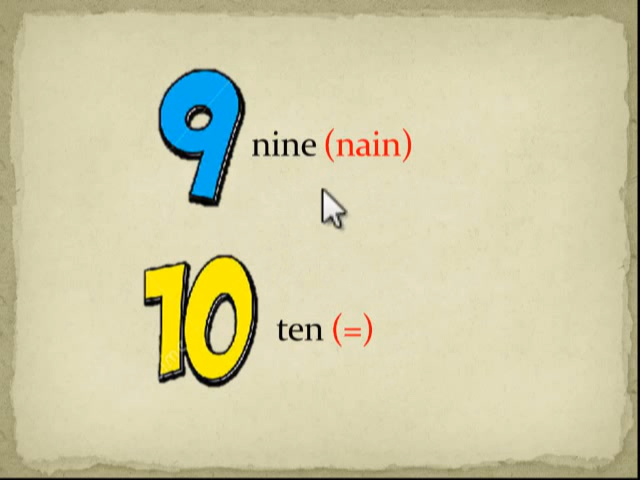 9 nine (nain)
10 ten (=)